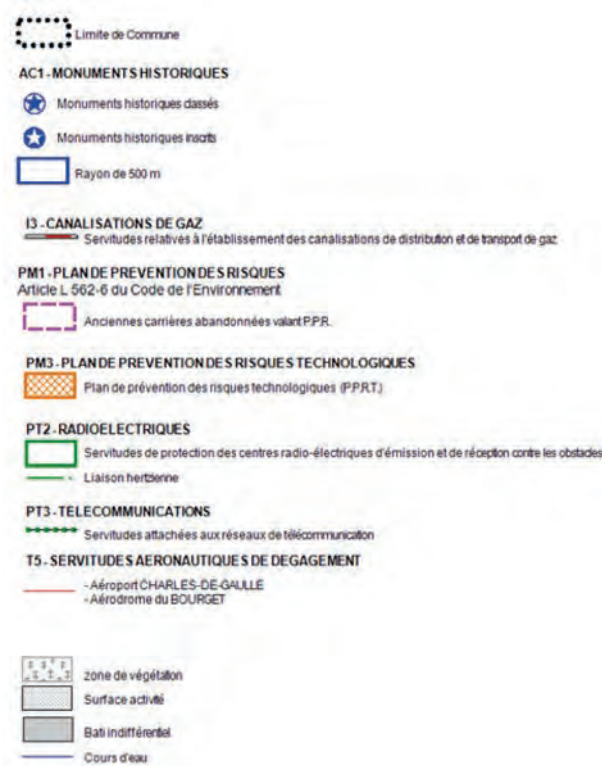 Limite de Commune
AC1-MONUMENTS HISTORIQUES
Monuments historiques classés
Monuments historiques inscrits
Rayon de 500 m
I3-CANALISATIONS DE GAZ
Servitudes relatives à l'établissement des canalisations de distribution et de transport de gaz
PM1-PLAN DE PREVENTION DES RISQUES
Article L 562-6 du Code de l'Environnement
Anciennes carrières abandonnées valant P.P.R.
PM3-PLAN DE PREVENTION DES RISQUES TECHNOLOGIQUES
Plan de prévention des risques technologiques (P.P.R.T.)
PT2-RADIOELECTRIQUES
Servitudes de protection des centres radio-électriques d'émission et de réception contre les obstacles
Liaison hertzienne
PT3-TELECOMMUNICATIONS
Servitudes attachées aux réseaux de télécommunication
T5-SERVITUDES AERONAUTIQUES DE DEGAGEMENT
-Aéroport CHARLES-DE-GAULLE
-Aérodrome du BOURGET
zone de végétation
Surface activité
Bati indifférentiel
Cours d'eau